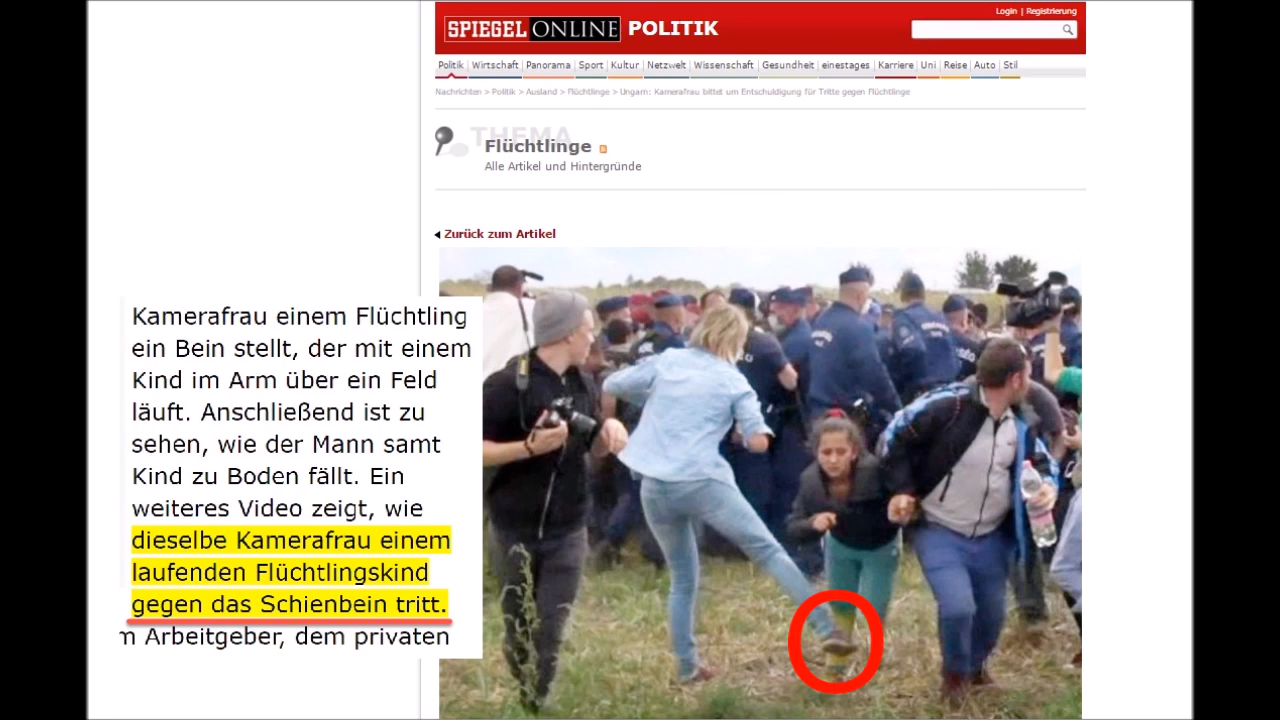 Login | Registrierung
SPIEGEL ONLINE POLITIK
Politik | Wirtschaft | Panorama | Sport | Kultur | Netzwelt | Wissenschaft | Gesundheit | einestages | Karriere | Uni | Reise | Auto | Stil
Nachrichten > Politik > Ausland > Flüchtlinge > Ungarn: Kamerafrau bittet um Entschuldigung für Tritte gegen Flüchtlinge
THEMA
Flüchtlinge
Alle Artikel und Hintergründe
Zurück zum Artikel
Kamerafrau einem Flüchtling
ein Bein stellt, der mit einem
Kind im Arm über ein Feld
läuft. Anschließend ist zu
sehen, wie der Mann samt
Kind zu Boden fällt. Ein
weiteres Video zeigt, wie
dieselbe Kamerafrau einem
laufenden Flüchtlingskind
gegen das Schienbein tritt.
m Arbeitgeber, dem privaten